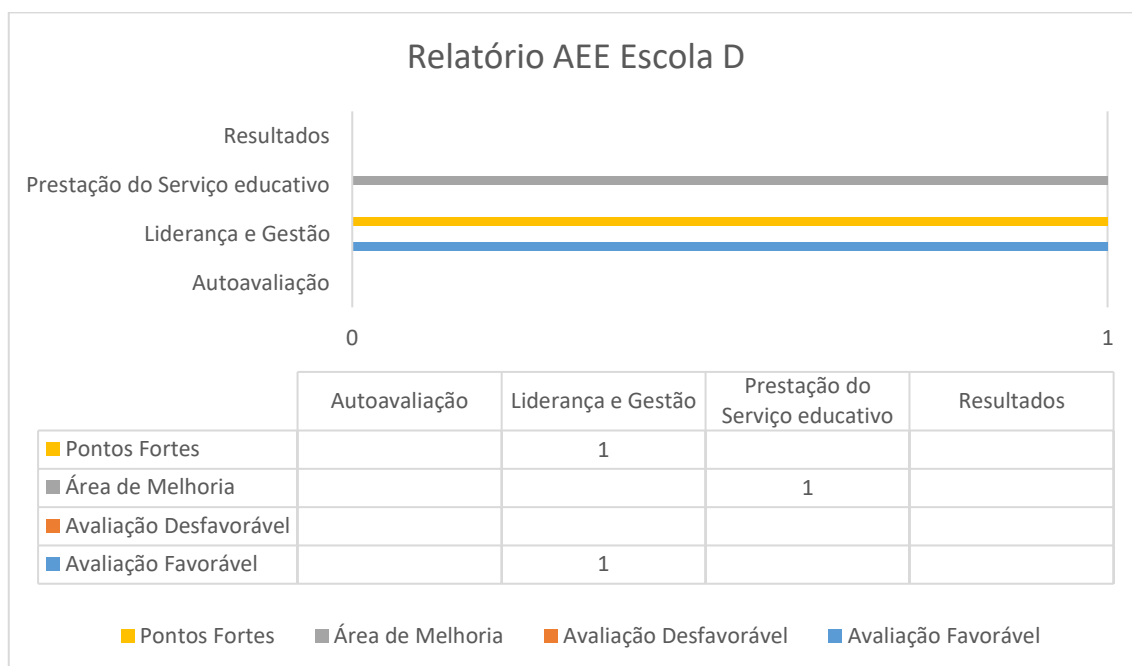 Relatório AEE Escola D
Resultados
Prestação do Serviço educativo
Liderança e Gestão
Autoavaliação
0 1
Autoavaliação Liderança e Gestão Prestação do Serviço educativo Resultados
Pontos Fortes 1
Área de Melhoria 1
Avaliação Desfavorável
Avaliação Favorável 1
Pontos Fortes Área de Melhoria Avaliação Desfavorável Avaliação Favorável